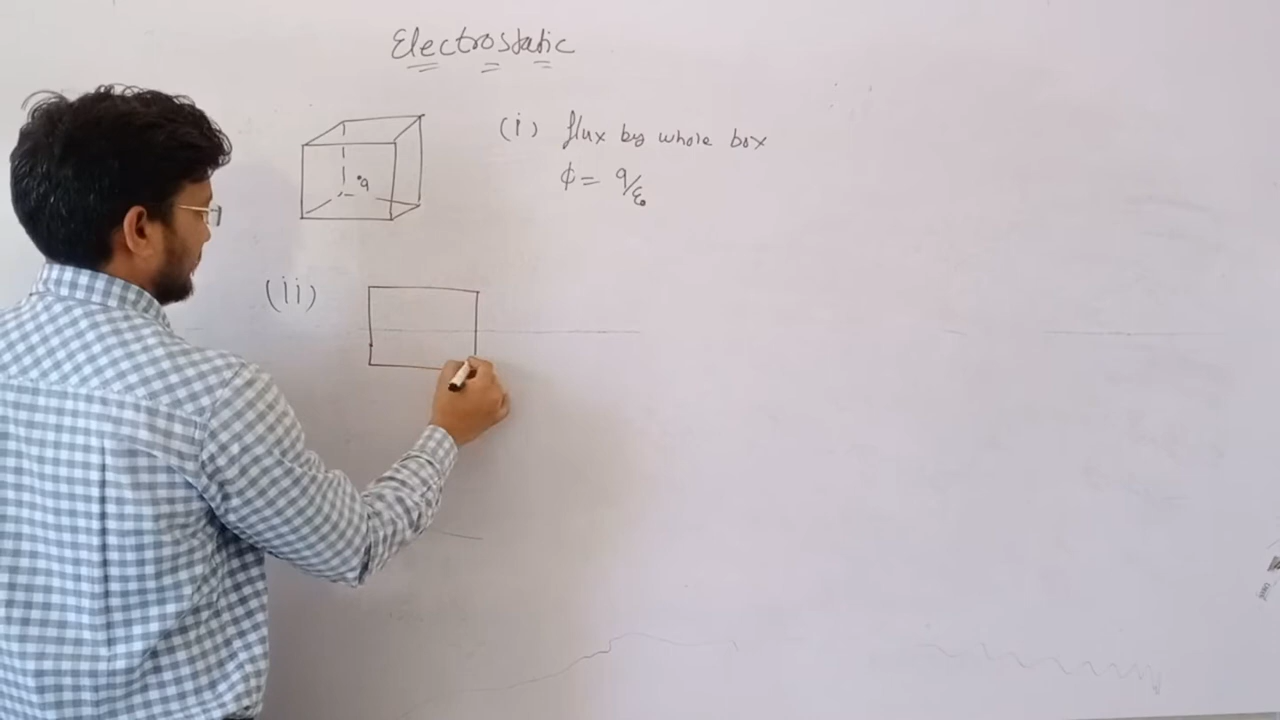 Electrostatic
q
(i) flux by whole box
ϕ = q/ε₀
(ii)